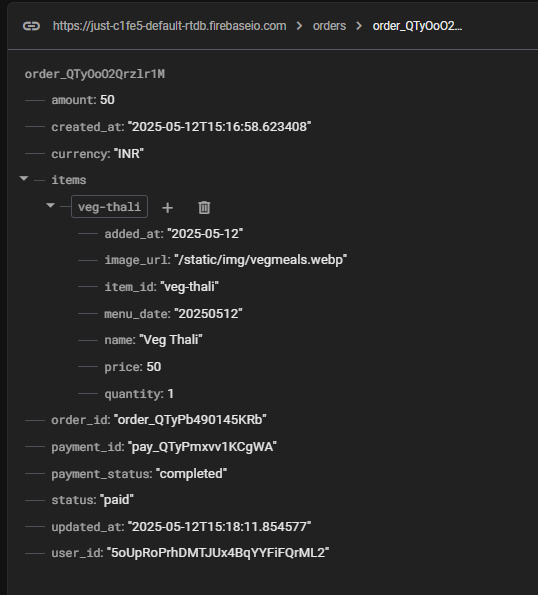 https://just-c1fe5-default-rtdb.firebaseio.com > orders > order_QTyOoO2...
order_QTyOoO2Qrzlr1M
amount: 50
created_at: "2025-05-12T15:16:58.623408"
currency: "INR"
items
veg-thali
added_at: "2025-05-12"
image_url: "/static/img/vegmeals.webp"
item_id: "veg-thali"
menu_date: "20250512"
name: "Veg Thali"
price: 50
quantity: 1
order_id: "order_QTyPb490145KRb"
payment_id: "pay_QTyPmxvv1KCgWA"
payment_status: "completed"
status: "paid"
updated_at: "2025-05-12T15:18:11.854577"
user_id: "5oUpRoPrhDMTJUx4BqYYFiFQrML2"